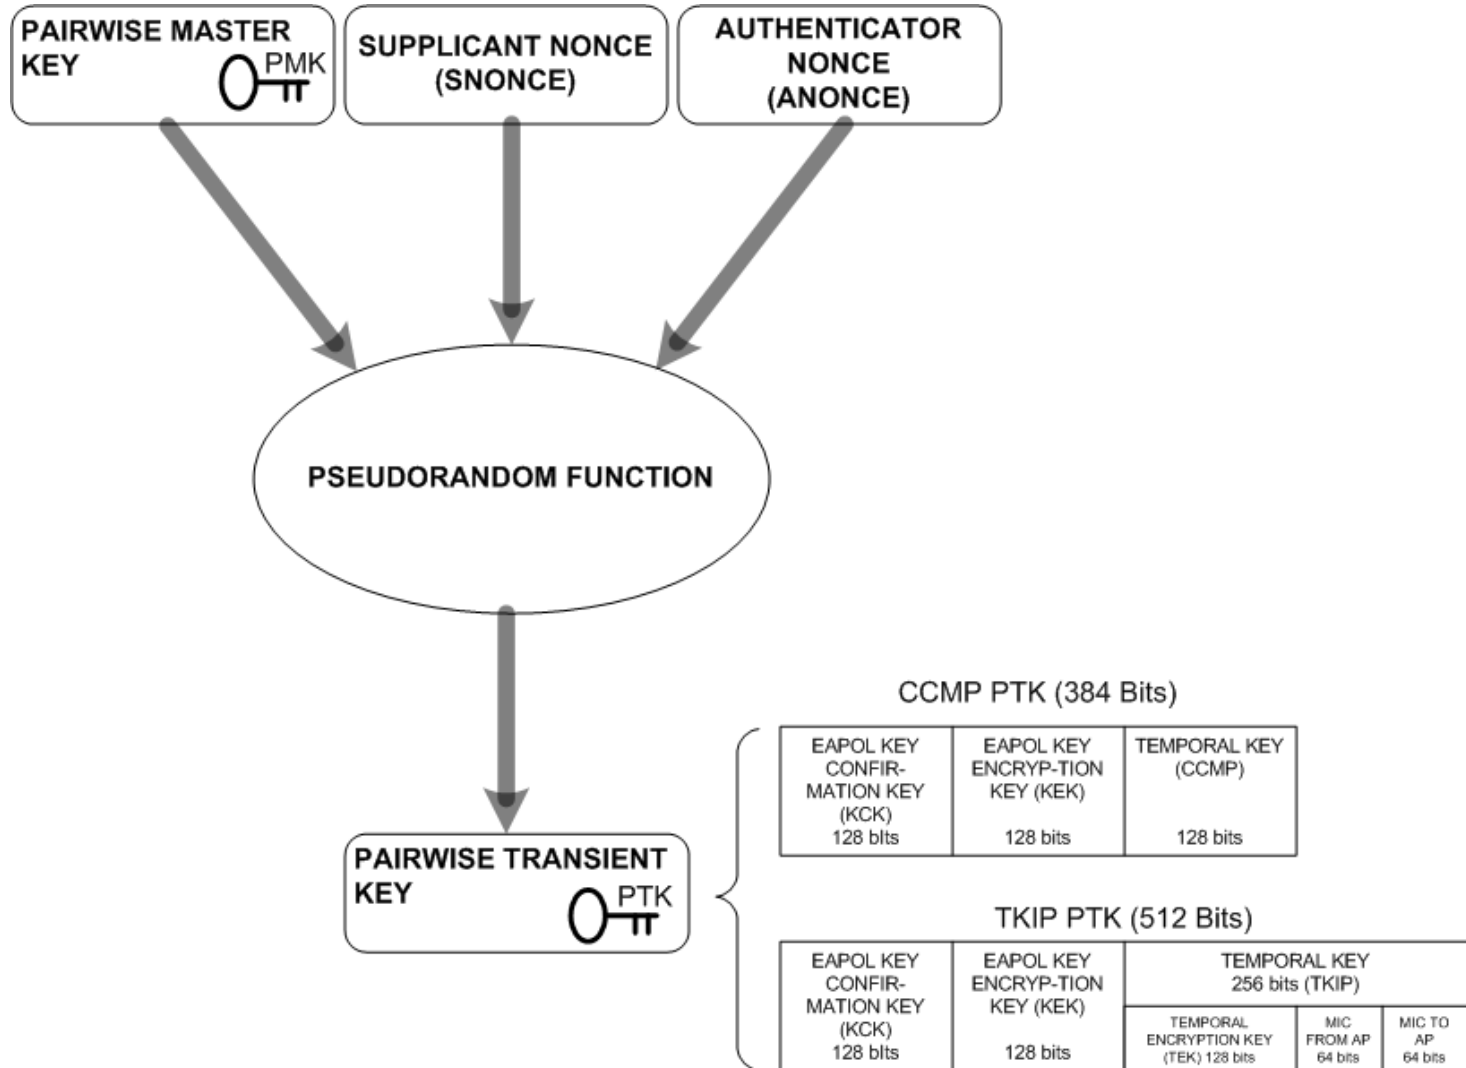 PAIRWISE MASTER
KEY
PMK
SUPPLICANT NONCE
(SNONCE)
AUTHENTICATOR
NONCE
(ANONCE)
PSEUDORANDOM FUNCTION
PAIRWISE TRANSIENT
KEY
PTK
CCMP PTK (384 Bits)
EAPOL KEY
CONFIR-
MATION KEY
(KCK)
128 bIts
EAPOL KEY
ENCRYP-TION
KEY (KEK)
128 bits
TEMPORAL KEY
(CCMP)
128 bits
TKIP PTK (512 Bits)
EAPOL KEY
CONFIR-
MATION KEY
(KCK)
128 bIts
EAPOL KEY
ENCRYP-TION
KEY (KEK)
128 bits
TEMPORAL KEY
256 bits (TKIP)
TEMPORAL
ENCRYPTION KEY
(TEK) 128 bits
MIC
FROM AP
64 bits
MIC TO
AP
64 bits